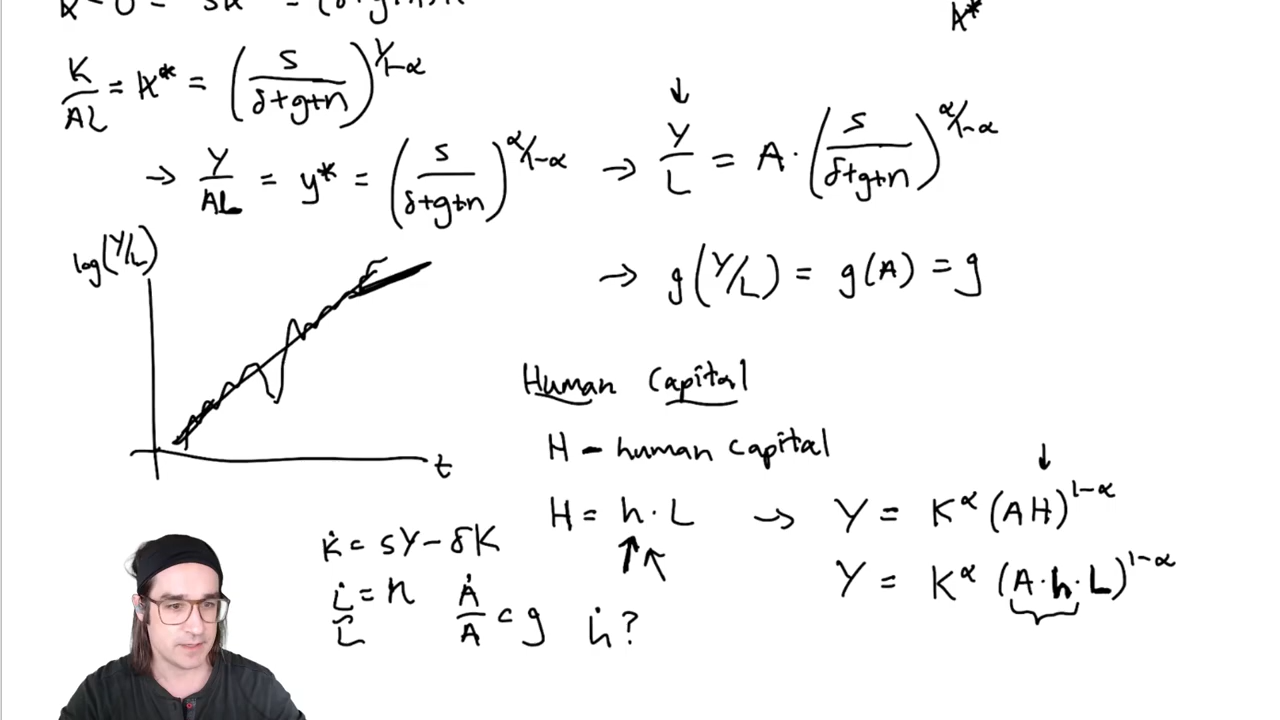 K/AL = k* = (s/(δ+g+n))^(1/1-α)
→ Y/AL = y* = (s/(δ+g+n))^(α/1-α) → Y/L = A · (s/(δ+g+n))^(α/1-α)
→ g(Y/L) = g(A) = g
log(Y/L)
t
Human Capital
H - human capital
H = h · L → Y = K^α (AH)^(1-α)
Y = K^α (A · h · L)^(1-α)
K̇ = sY - δK
L̇/L = n Ȧ/A = g ḣ?
k*